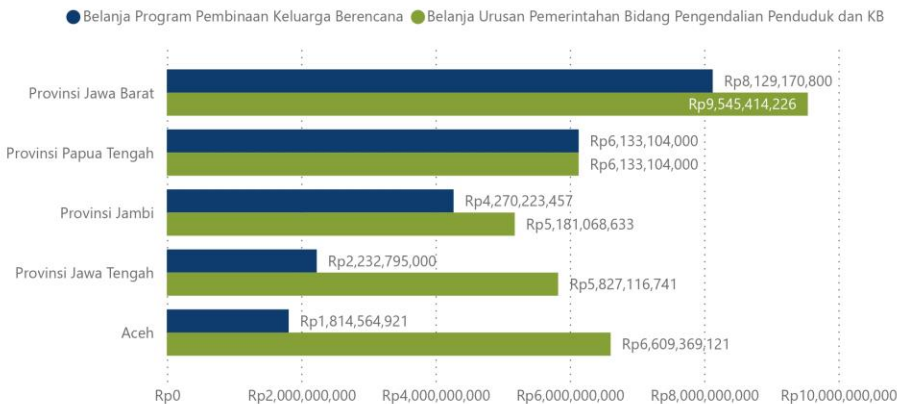 Belanja Program Pembinaan Keluarga Berencana Belanja Urusan Pemerintahan Bidang Pengendalian Penduduk dan KB
Provinsi Jawa Barat
Rp8,129,170,800
Rp9,545,414,226
Provinsi Papua Tengah
Rp6,133,104,000
Rp6,133,104,000
Provinsi Jambi
Rp4,270,223,457
Rp5,181,068,633
Provinsi Jawa Tengah
Rp2,232,795,000
Rp5,827,116,741
Aceh
Rp1,814,564,921
Rp6,609,369,121
Rp0 Rp2,000,000,000 Rp4,000,000,000 Rp6,000,000,000 Rp8,000,000,000 Rp10,000,000,000